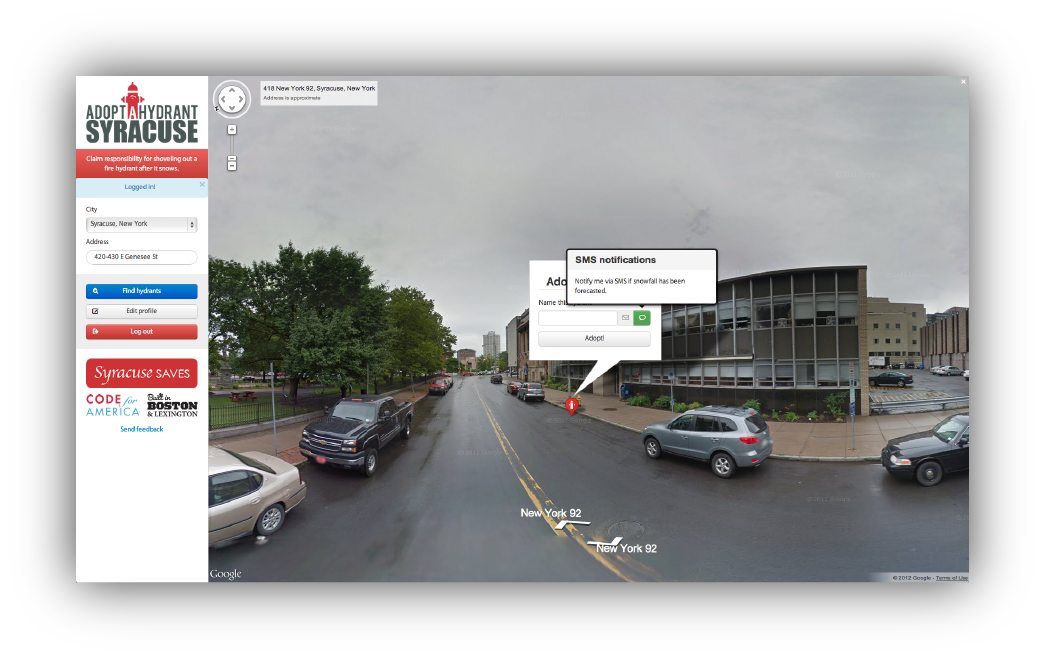 ADOPT A HYDRANT
SYRACUSE
Claim responsibility for shoveling out a
fire hydrant after it snows.
Logged in!
×
City
Syracuse, New York
Address
420-430 E Genesee St
Find hydrants
Edit profile
Log out
Syracuse SAVES
CODE for
AMERICA
Built in
BOSTON
& LEXINGTON
Send feedback
418 New York 92, Syracuse, New York
Address is approximate
SMS notifications
Notify me via SMS if snowfall has been
forecasted.
Ado
Name this
Adopt!
New York 92
New York 92
Google
© 2012 Google - Terms of Use